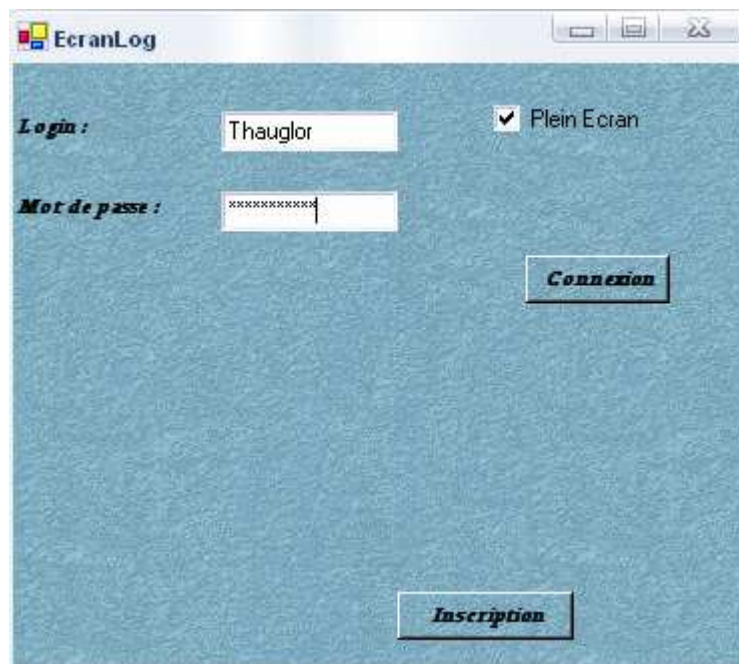 EcranLog
Login :
Thauglor
Plein Ecran
Mot de passe :
***********
Connexion
Inscription